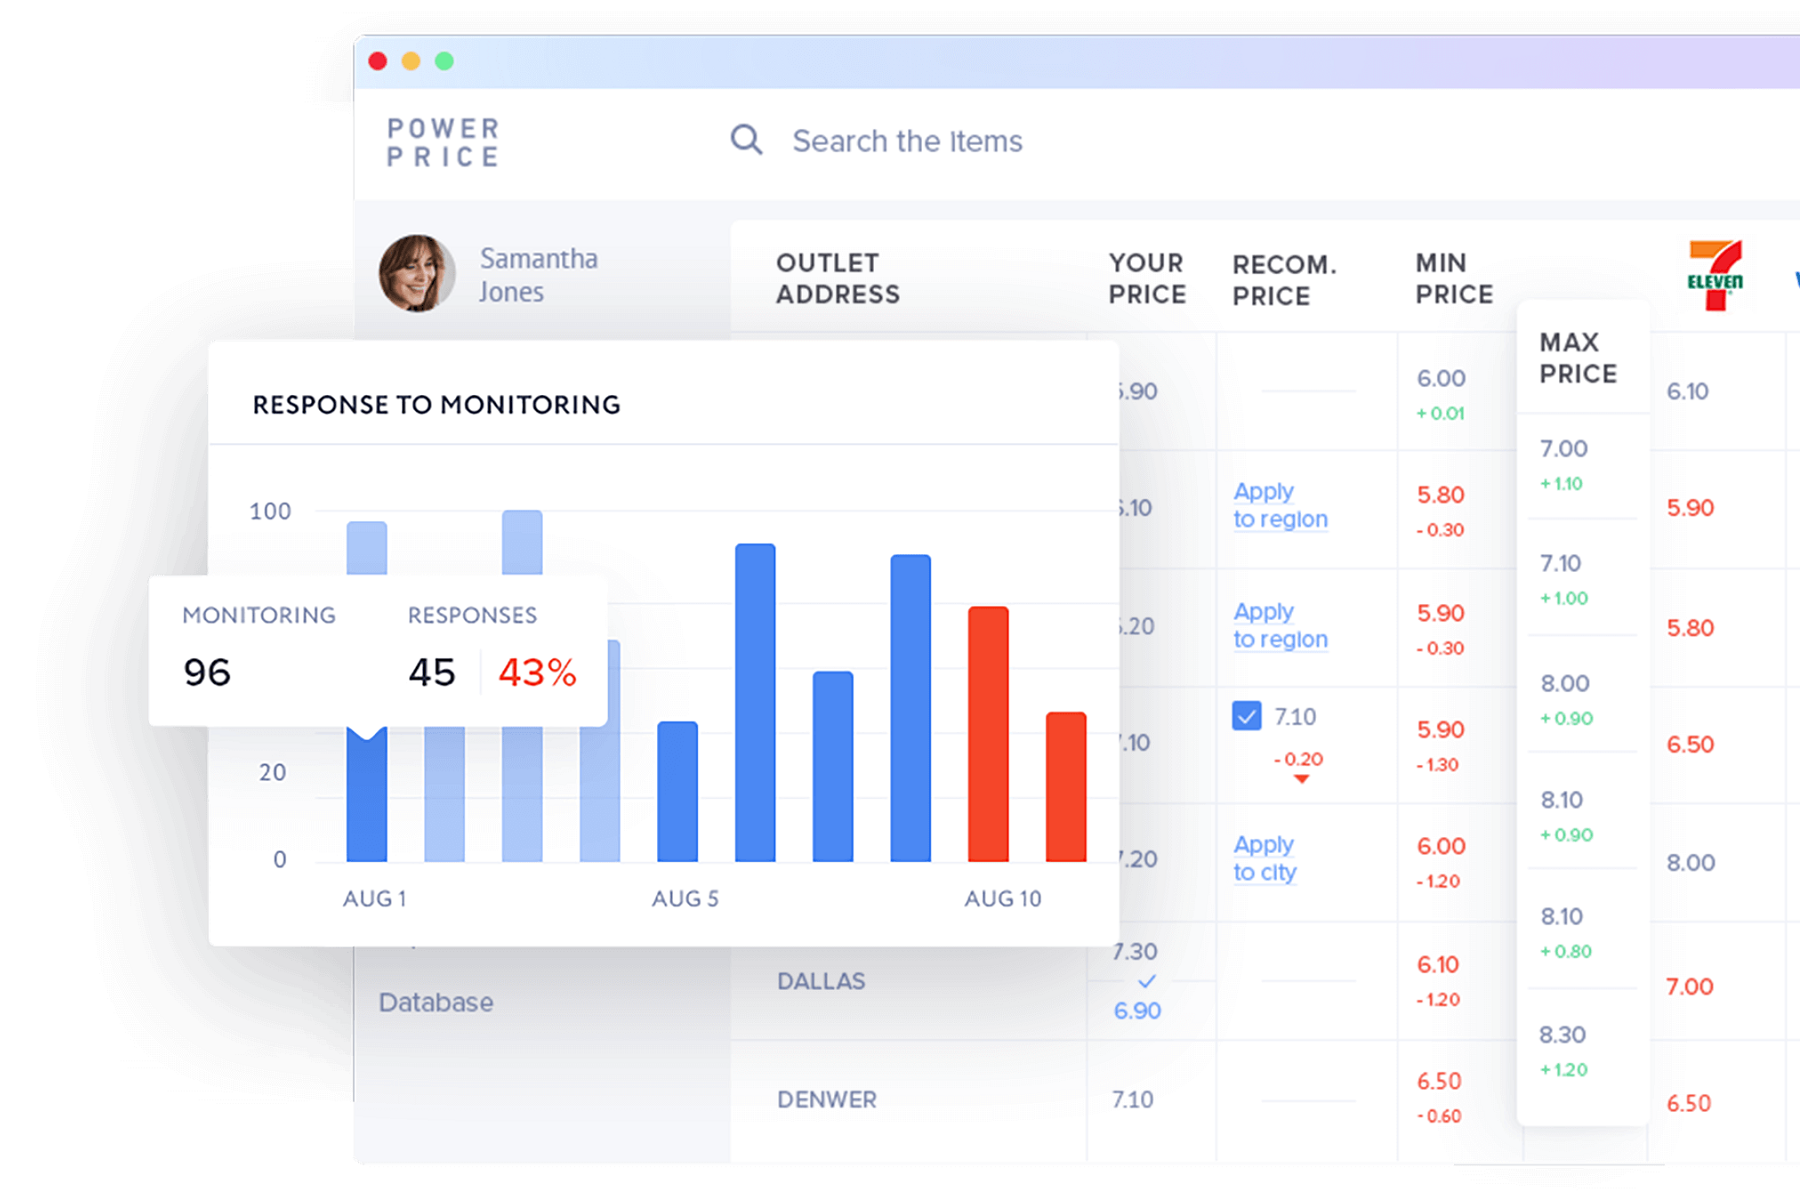 POWER
PRICE
Search the Items
Samantha
Jones
OUTLET
ADDRESS
YOUR
PRICE
RECOM.
PRICE
MIN
PRICE
MAX
PRICE
7
ELEVEN
RESPONSE TO MONITORING
100
20
0
AUG 1
AUG 5
AUG 10
MONITORING
RESPONSES
96
45
43%
Database
.90
6.00
+ 0.01
7.00
+ 1.10
6.10
.10
Apply
to region
5.80
- 0.30
7.10
+ 1.00
5.90
.20
Apply
to region
5.90
- 0.30
8.00
+ 0.90
5.80
.10
7.10
- 0.20
5.90
- 1.30
8.10
+ 0.90
6.50
7.20
Apply
to city
6.00
- 1.20
8.10
+ 0.80
8.00
DALLAS
7.30
6.90
6.10
- 1.20
8.30
+ 1.20
7.00
DENWER
7.10
6.50
- 0.60
6.50